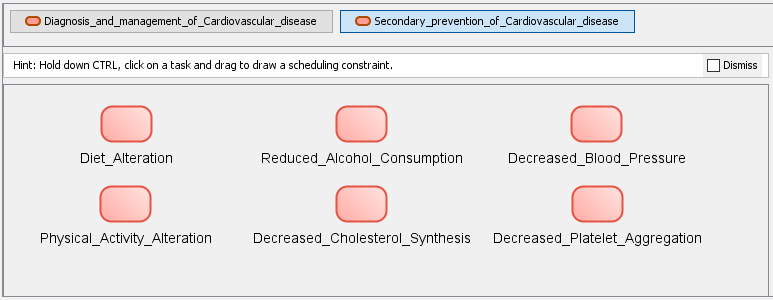 Diagnosis_and_management_of_Cardiovascular_disease
Secondary_prevention_of_Cardiovascular_disease
Hint: Hold down CTRL, click on a task and drag to draw a scheduling constraint.
Dismiss
Diet_Alteration
Reduced_Alcohol_Consumption
Decreased_Blood_Pressure
Physical_Activity_Alteration
Decreased_Cholesterol_Synthesis
Decreased_Platelet_Aggregation